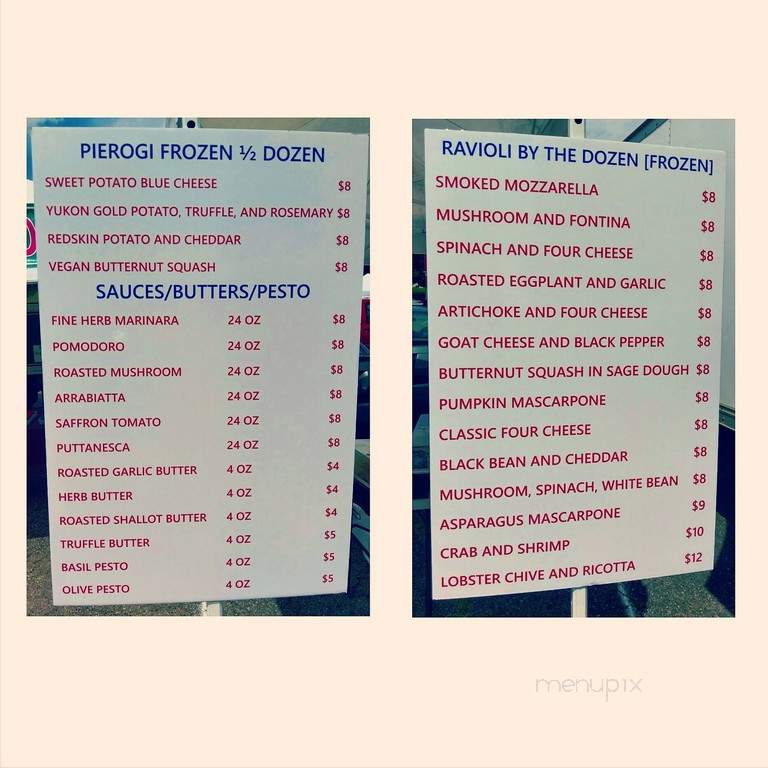 PIEROGI FROZEN ½ DOZEN
SWEET POTATO BLUE CHEESE $8
YUKON GOLD POTATO, TRUFFLE, AND ROSEMARY $8
REDSKIN POTATO AND CHEDDAR $8
VEGAN BUTTERNUT SQUASH $8
SAUCES/BUTTERS/PESTO
FINE HERB MARINARA 24 OZ $8
POMODORO 24 OZ $8
ROASTED MUSHROOM 24 OZ $8
ARRABIATTA 24 OZ $8
SAFFRON TOMATO 24 OZ $8
PUTTANESCA 24 OZ $8
ROASTED GARLIC BUTTER 4 OZ $4
HERB BUTTER 4 OZ $4
ROASTED SHALLOT BUTTER 4 OZ $4
TRUFFLE BUTTER 4 OZ $5
BASIL PESTO 4 OZ $5
OLIVE PESTO 4 OZ $5
RAVIOLI BY THE DOZEN [FROZEN]
SMOKED MOZZARELLA $8
MUSHROOM AND FONTINA $8
SPINACH AND FOUR CHEESE $8
ROASTED EGGPLANT AND GARLIC $8
ARTICHOKE AND FOUR CHEESE $8
GOAT CHEESE AND BLACK PEPPER $8
BUTTERNUT SQUASH IN SAGE DOUGH $8
PUMPKIN MASCARPONE $8
CLASSIC FOUR CHEESE $8
BLACK BEAN AND CHEDDAR $8
MUSHROOM, SPINACH, WHITE BEAN $8
ASPARAGUS MASCARPONE $9
CRAB AND SHRIMP $10
LOBSTER CHIVE AND RICOTTA $12
menupix